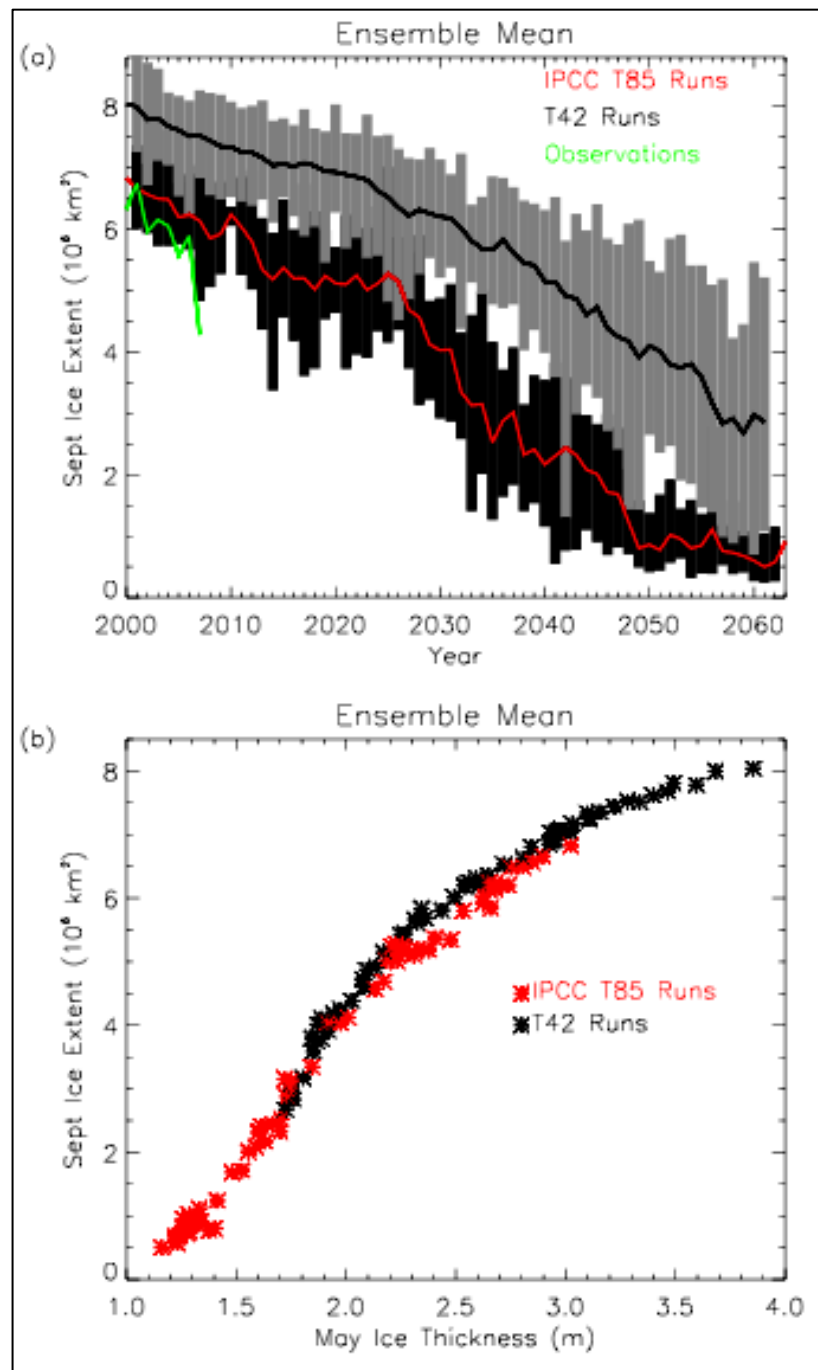 Ensemble Mean
(a)
IPCC T85 Runs
T42 Runs
Observations
8
6
4
2
0
Sept Ice Extent (10⁶ km²)
2000 2010 2020 2030 2040 2050 2060
Year
Ensemble Mean
(b)
8
6
4
2
0
Sept Ice Extent (10⁶ km²)
IPCC T85 Runs
T42 Runs
1.0 1.5 2.0 2.5 3.0 3.5 4.0
May Ice Thickness (m)